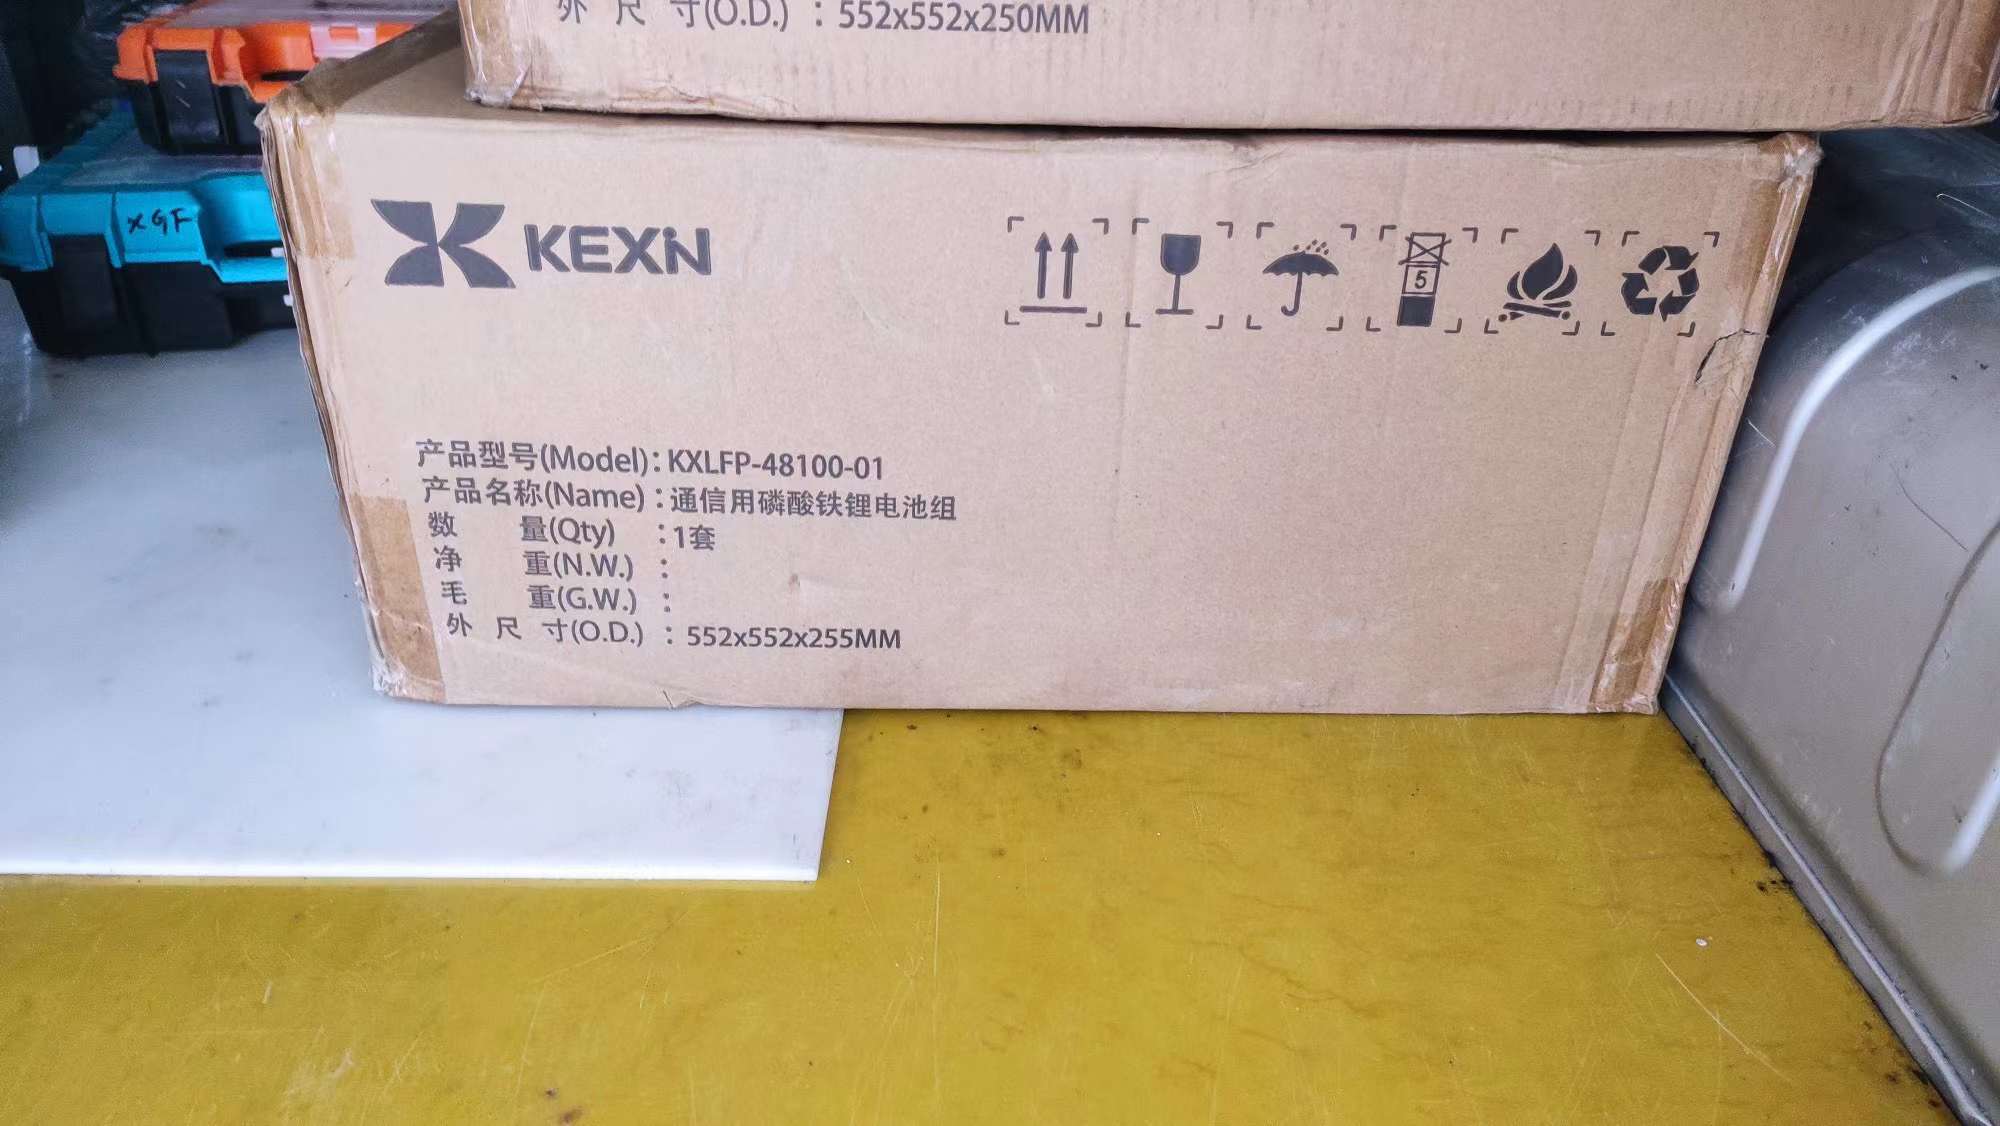 外 尺 寸(O.D.) : 552x552x250MM
XGF
KEXIN
5
产品型号(Model): KXLFP-48100-01
产品名称(Name) : 通信用磷酸铁锂电池组
数 量(Qty) : 1套
净 重(N.W.) :
毛 重(G.W.) :
外 尺 寸(O.D.) : 552x552x255MM